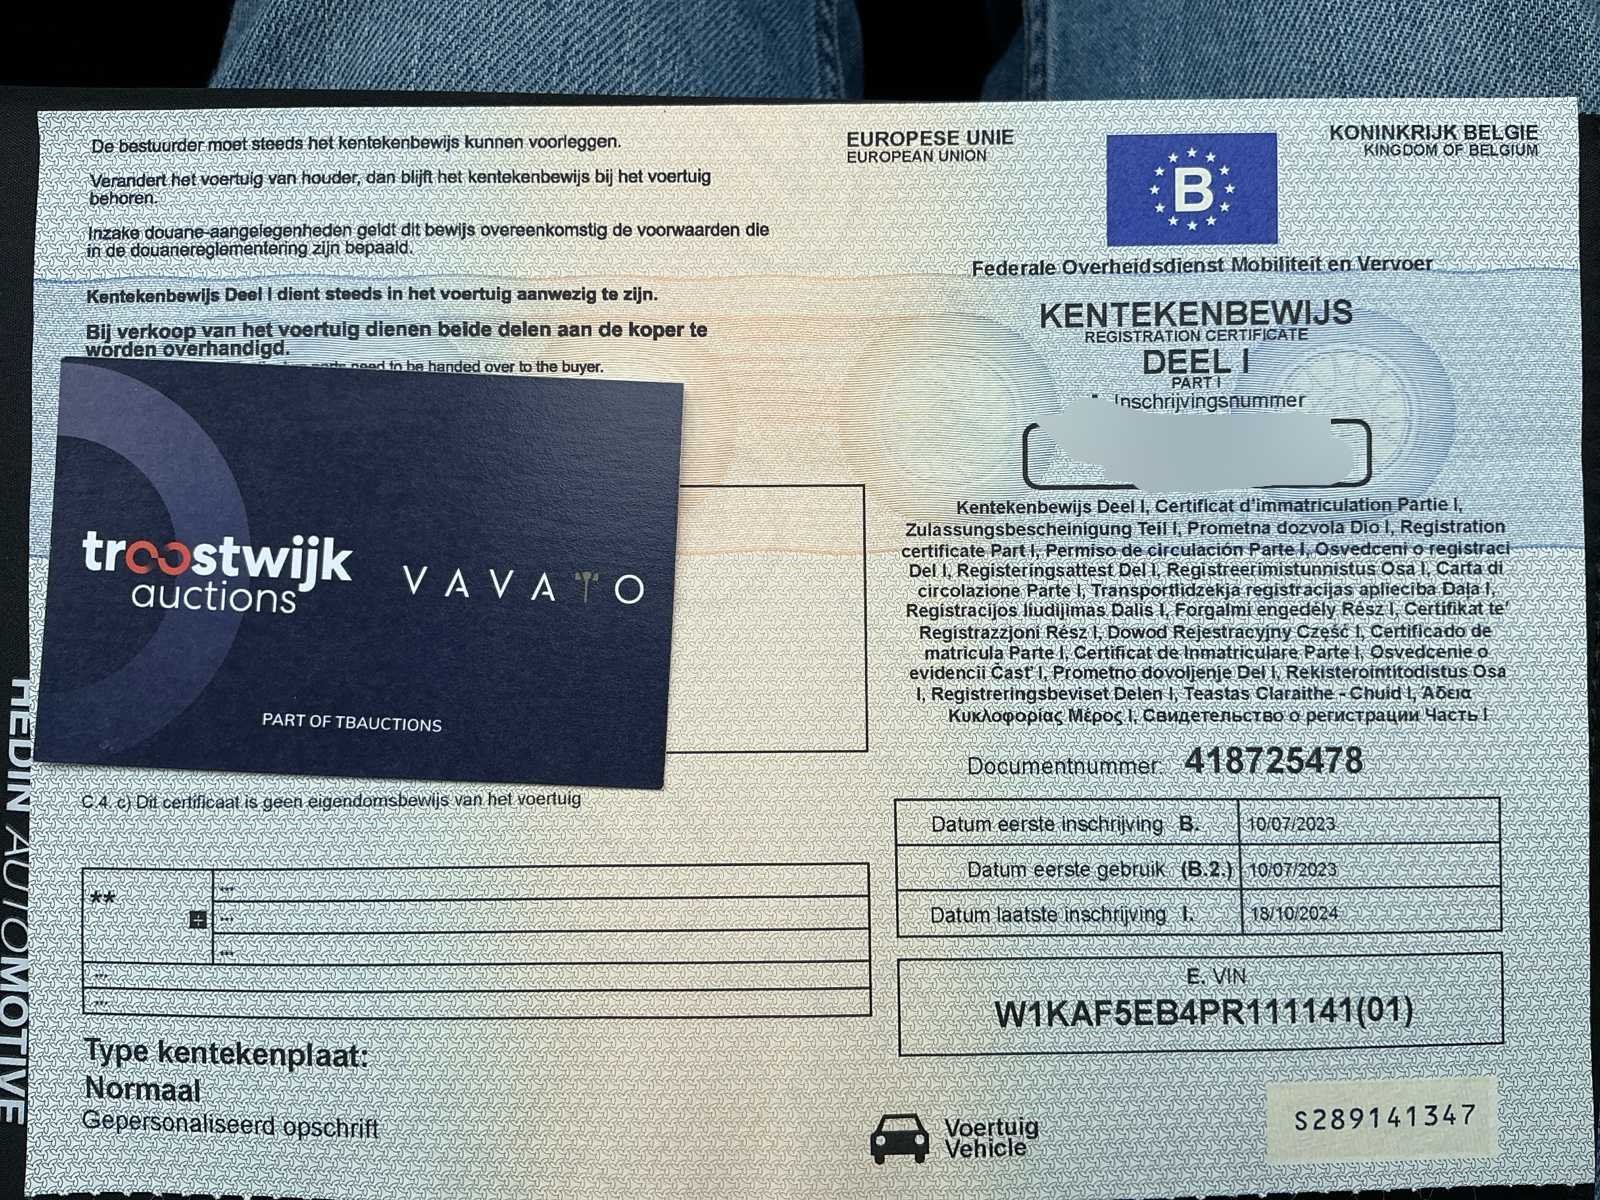 De bestuurder moet steeds het kentekenbewijs kunnen voorleggen.
Verandert het voertuig van houder, dan blijft het kentekenbewijs bij het voertuig
behoren.
Inzake douane-aangelegenheden geldt dit bewijs overeenkomstig de voorwaarden die
in de douanereglementering zijn bepaald.
Kentekenbewijs Deel I dient steeds in het voertuig aanwezig te zijn.
Bij verkoop van het voertuig dienen beide delen aan de koper te
worden overhandigd.
need to be handed over to the buyer.
troostwijk
auctions
VAVATO
PART OF TBAUCTIONS
C.4. c) Dit certificaat is geen eigendomsbewijs van het voertuig
**
***
***
***
***
***
Type kentekenplaat:
Normaal
Gepersonaliseerd opschrift
EUROPESE UNIE
EUROPEAN UNION
B
KONINKRIJK BELGIE
KINGDOM OF BELGIUM
Federale Overheidsdienst Mobiliteit en Vervoer
KENTEKENBEWIJS
REGISTRATION CERTIFICATE
DEEL I
PART I
Inschrijvingsnummer
Kentekenbewijs Deel I, Certificat d'immatriculation Partie I,
Zulassungsbescheinigung Teil I, Prometna dozvola Dio I, Registration
certificate Part I, Permiso de circulación Parte I, Osvedceni o registraci
Del I, Registeringsattest Del I, Registreerimistunnistus Osa I, Carta di
circolazione Parte I, Transportlidzekja registracijas aplieciba Daļa I,
Registracijos liudijimas Dalis I, Forgalmi engedély Rész I, Certifikat te'
Registrazzjoni Rész I, Dowod Rejestracyjny Część I, Certificado de
matricula Parte I, Certificat de Inmatriculare Parte I, Osvedcenie o
evidencii Čast' I, Prometno dovoljenje Del I, Rekisterointitodistus Osa
I, Registreringsbeviset Delen I, Teastas Claraithe - Chuid I, Άδεια
Κυκλοφορίας Μέρος I, Свидетельство о регистрации Часть I
Documentnummer: 418725478
Datum eerste inschrijving B. 10/07/2023
Datum eerste gebruik (B.2.) 10/07/2023
Datum laatste inschrijving I. 18/10/2024
E. VIN
W1KAF5EB4PR111141(01)
Voertuig
Vehicle
S289141347
HEDIN AUTOMOTIVE